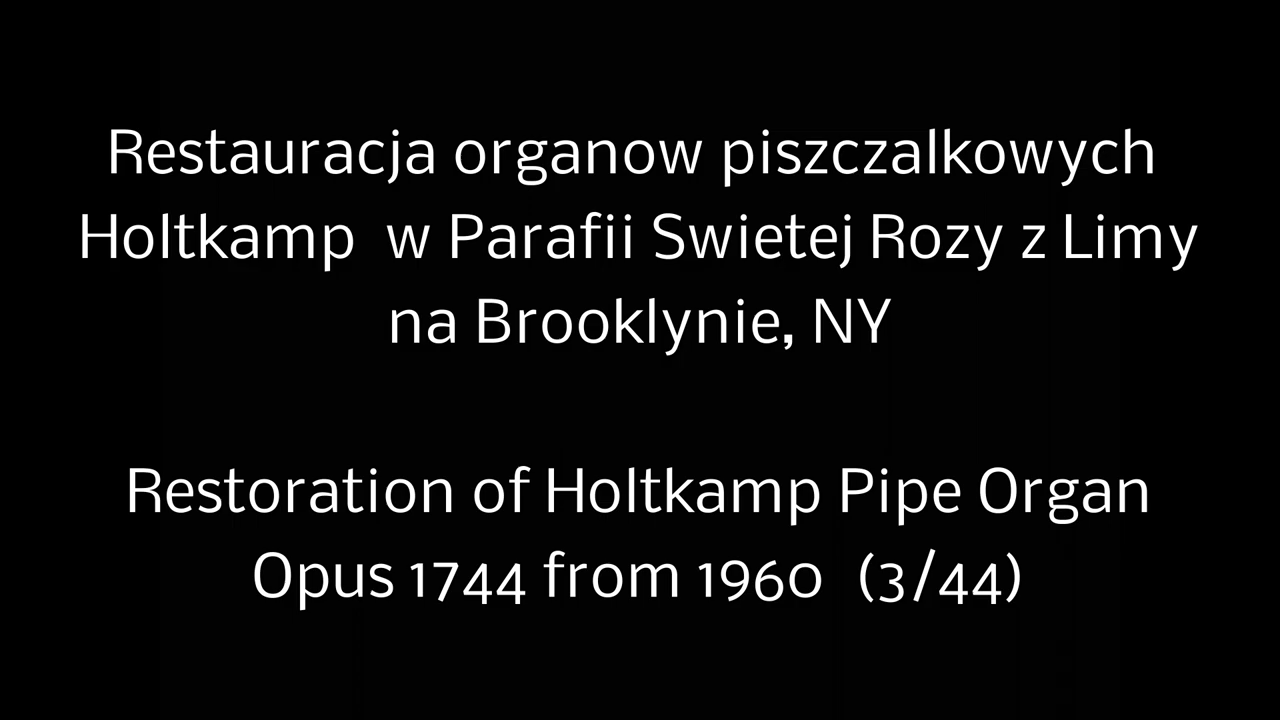 Restauracja organow piszczalkowych
Holtkamp w Parafii Swietej Rozy z Limy
na Brooklynie, NY
Restoration of Holtkamp Pipe Organ
Opus 1744 from 1960 (3/44)